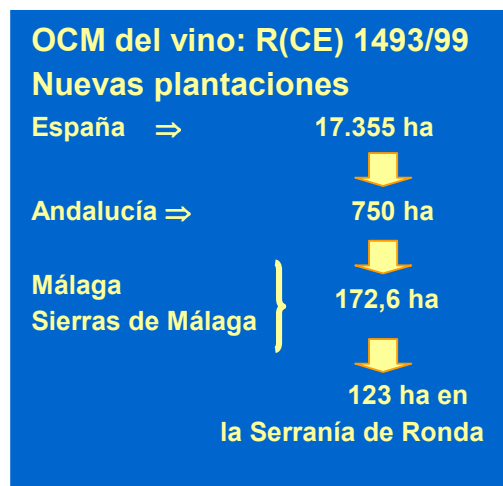 OCM del vino: R(CE) 1493/99
Nuevas plantaciones
España ⇒ 17.355 ha
Andalucía ⇒ 750 ha
Málaga
Sierras de Málaga
172,6 ha
123 ha en
la Serranía de Ronda